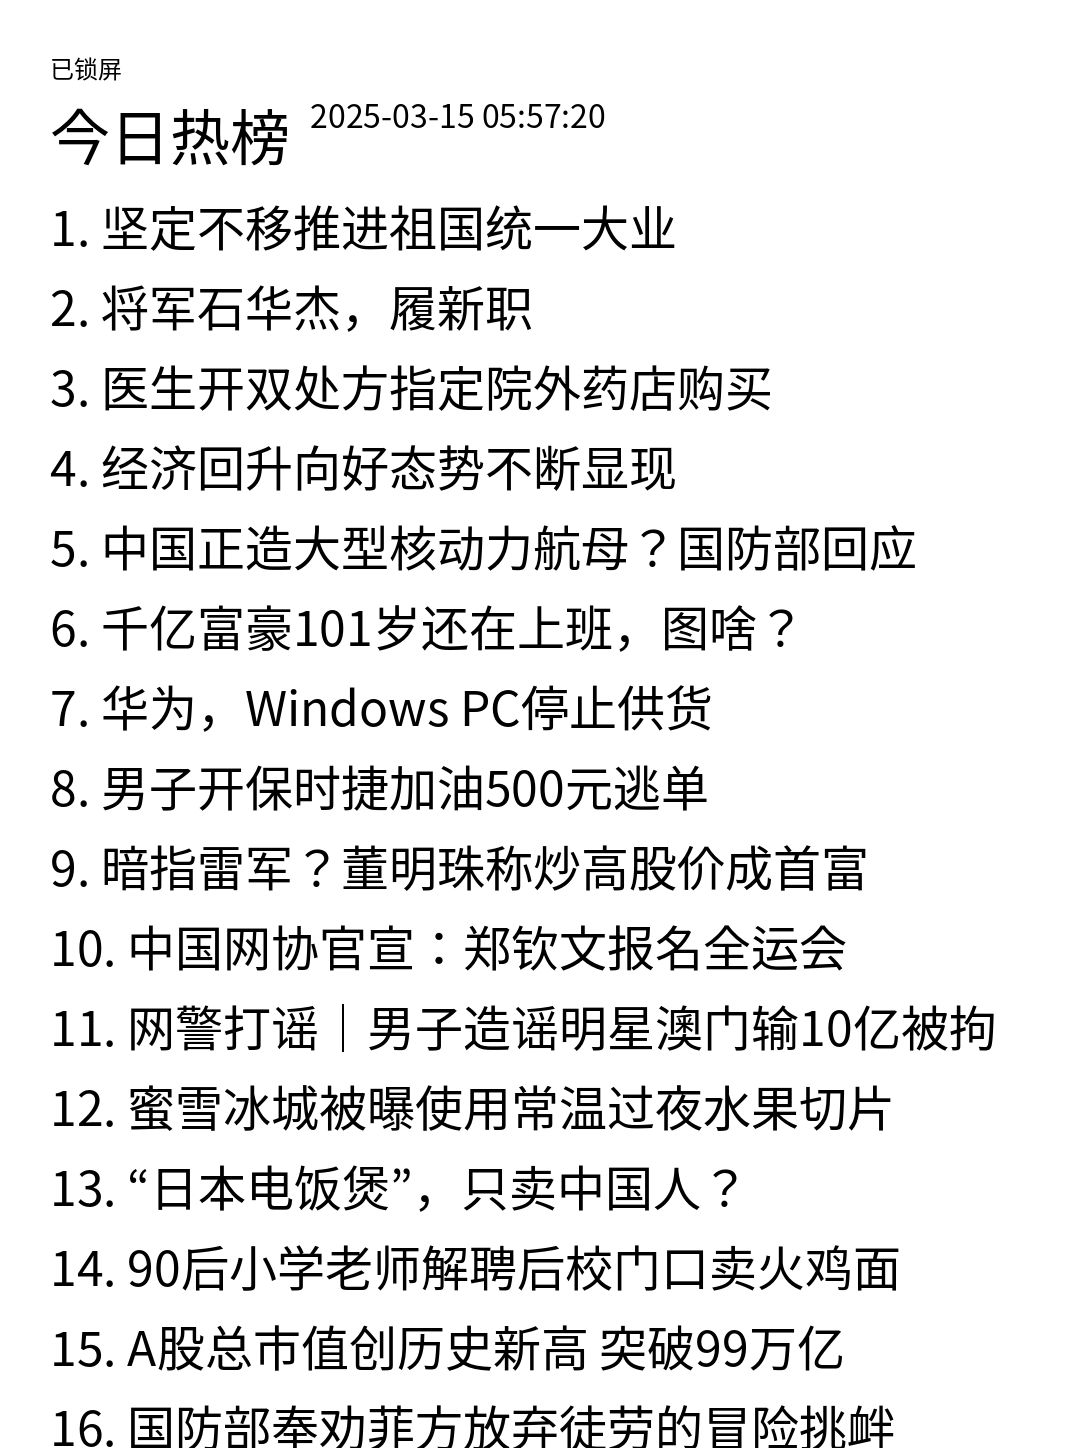 已锁屏
今日热榜 2025-03-15 05:57:20
1. 坚定不移推进祖国统一大业
2. 将军石华杰，履新职
3. 医生开双处方指定院外药店购买
4. 经济回升向好态势不断显现
5. 中国正造大型核动力航母？国防部回应
6. 千亿富豪101岁还在上班，图啥？
7. 华为，Windows PC停止供货
8. 男子开保时捷加油500元逃单
9. 暗指雷军？董明珠称炒高股价成首富
10. 中国网协官宣：郑钦文报名全运会
11. 网警打谣｜男子造谣明星澳门输10亿被拘
12. 蜜雪冰城被曝使用常温过夜水果切片
13. “日本电饭煲”，只卖中国人？
14. 90后小学老师解聘后校门口卖火鸡面
15. A股总市值创历史新高 突破99万亿
16. 国防部奉劝菲方放弃徒劳的冒险挑衅